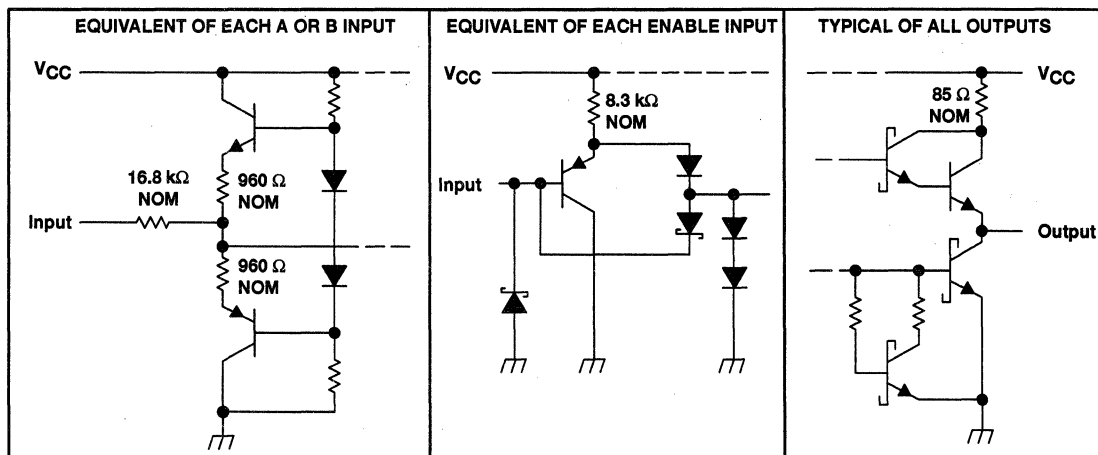 EQUIVALENT OF EACH A OR B INPUT
VCC
16.8 kΩ
NOM
960 Ω
NOM
Input
960 Ω
NOM
EQUIVALENT OF EACH ENABLE INPUT
VCC
8.3 kΩ
NOM
Input
TYPICAL OF ALL OUTPUTS
VCC
85 Ω
NOM
Output